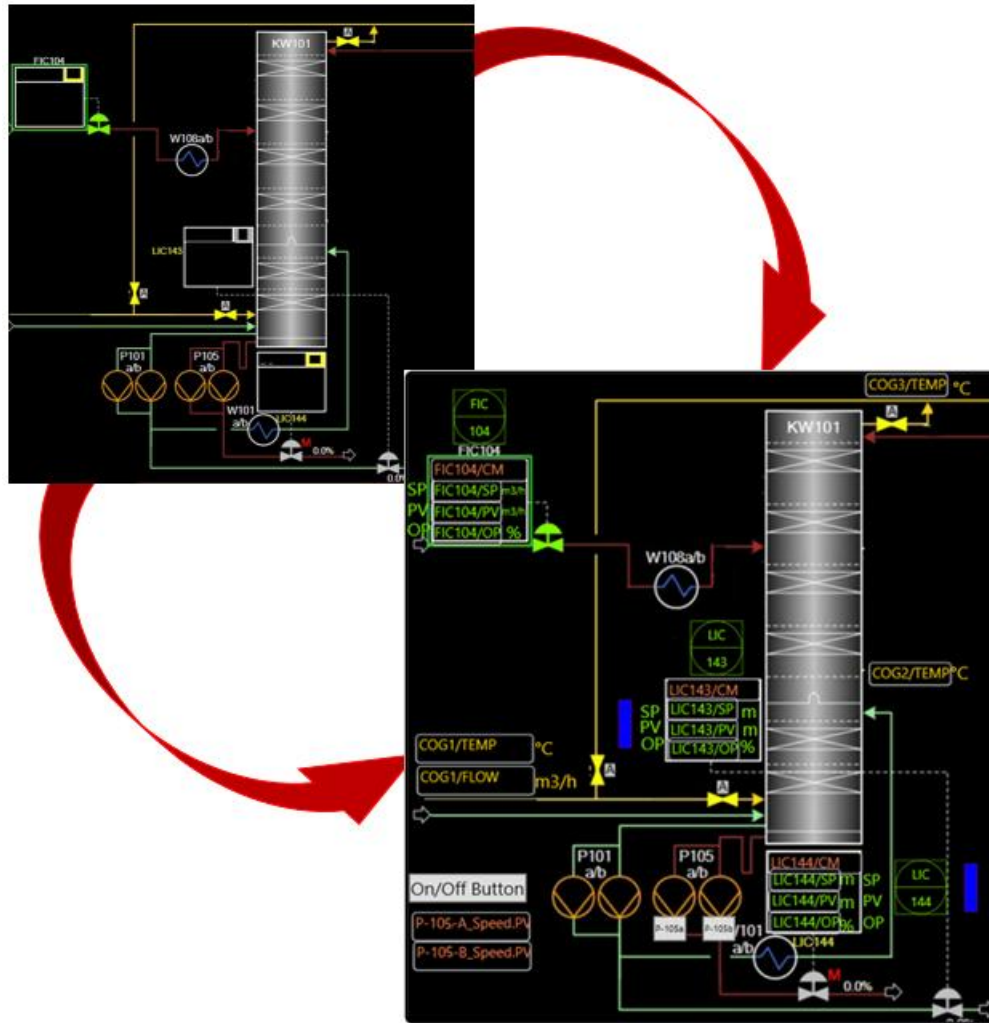 A
KW101
FIC104
W108a/b
LIC143
A
A
P101
a/b
P105
a/b
W101
a/b
LIC144
M
0.0%
COG3/TEMP °C
A
FIC
104
KW101
FIC104
FIC104/CM
SP FIC104/SP m3/h
PV FIC104/PV m3/h
OP FIC104/OP %
W108a/b
LIC
143
COG2/TEMP °C
LIC143/CM
SP LIC143/SP m
PV LIC143/PV m
OP LIC143/OP %
COG1/TEMP °C
A
COG1/FLOW m3/h
A
P101
a/b
P105
a/b
LIC144/CM
LIC144/SP m SP
LIC144/PV m PV
LIC144/OP % OP
LIC
144
On/Off Button
P-105-A_Speed.PV
P-105a
P-105b
P-105-B_Speed.PV
/101
a/b
LIC144
M
0.0%